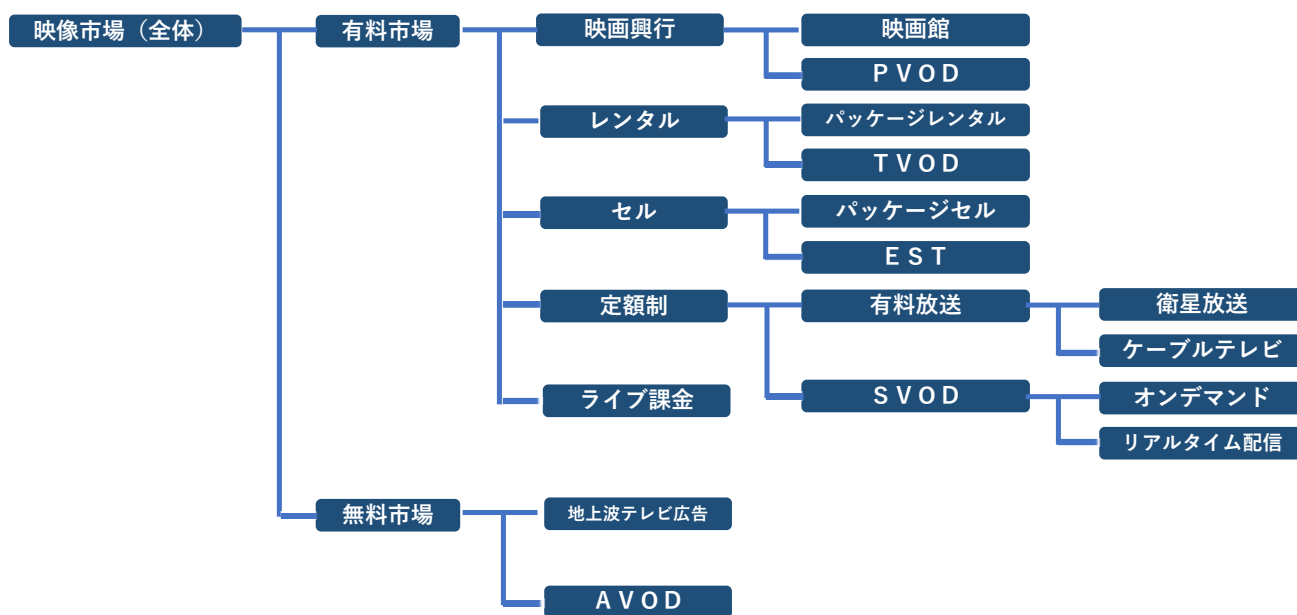 映像市場（全体）
有料市場
映画興行
映画館
ＰＶＯＤ
レンタル
パッケージレンタル
ＴＶＯＤ
セル
パッケージセル
ＥＳＴ
定額制
有料放送
衛星放送
ケーブルテレビ
ＳＶＯＤ
オンデマンド
リアルタイム配信
ライブ課金
無料市場
地上波テレビ広告
ＡＶＯＤ